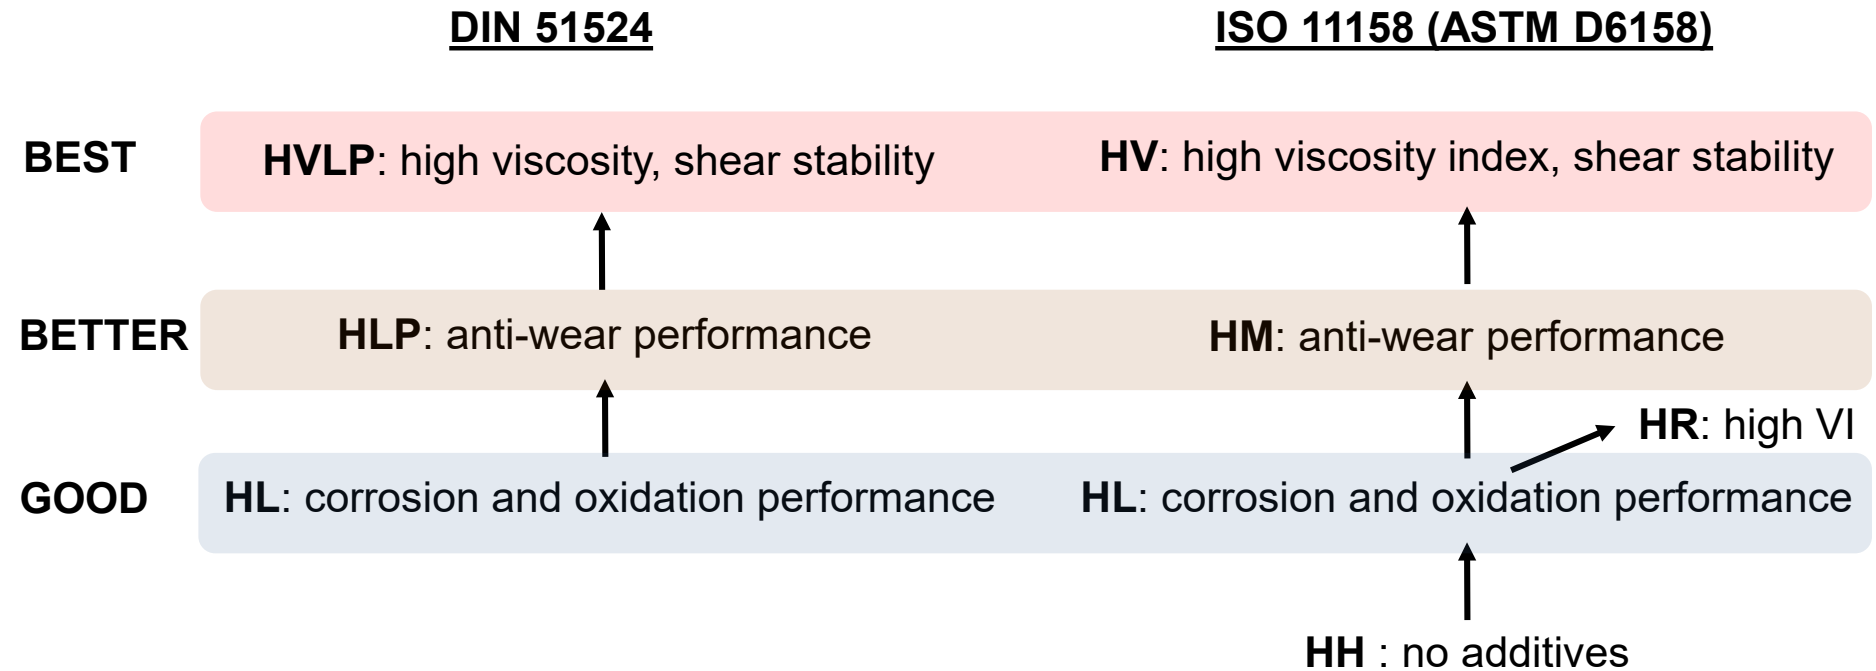 DIN 51524
ISO 11158 (ASTM D6158)
BEST
HVLP: high viscosity, shear stability
HV: high viscosity index, shear stability
BETTER
HLP: anti-wear performance
HM: anti-wear performance
HR: high VI
GOOD
HL: corrosion and oxidation performance
HL: corrosion and oxidation performance
HH : no additives